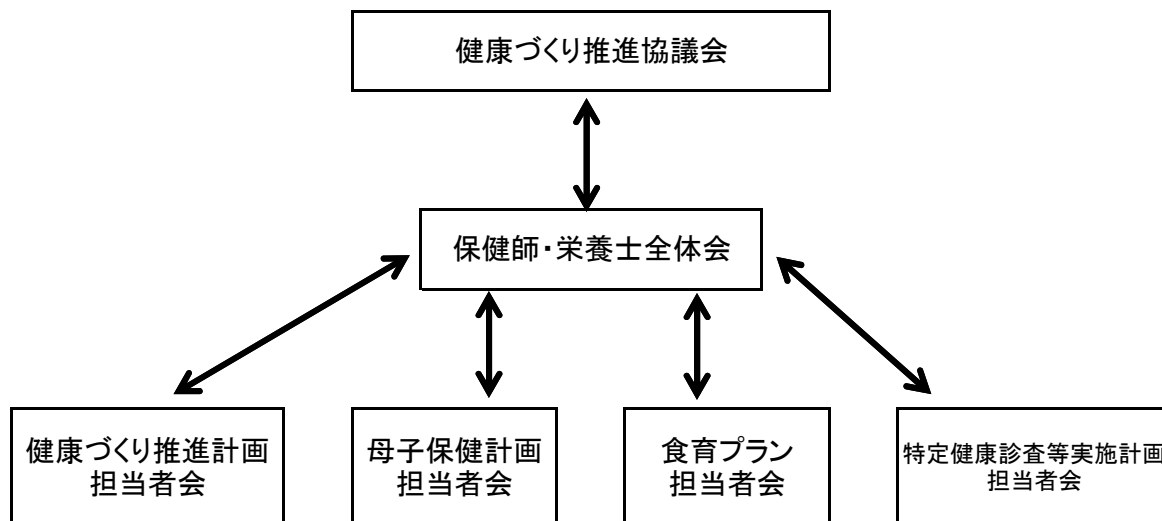 健康づくり推進協議会
保健師・栄養士全体会
健康づくり推進計画
担当者会
母子保健計画
担当者会
食育プラン
担当者会
特定健康診査等実施計画
担当者会